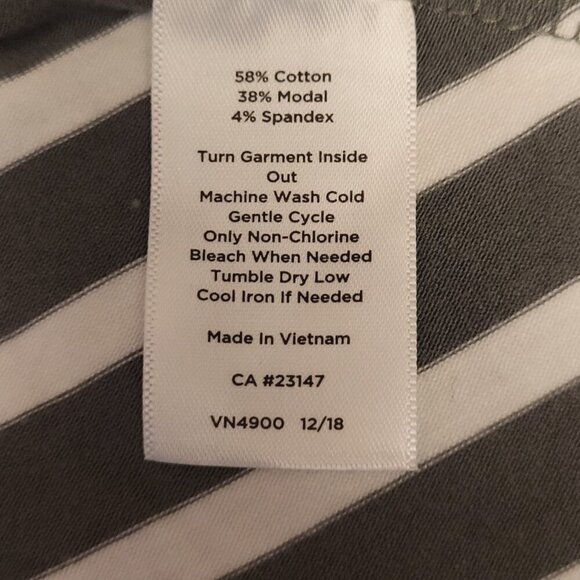 58% Cotton
38% Modal
4% Spandex
Turn Garment Inside
Out
Machine Wash Cold
Gentle Cycle
Only Non-Chlorine
Bleach When Needed
Tumble Dry Low
Cool Iron If Needed
Made In Vietnam
CA #23147
VN4900 12/18